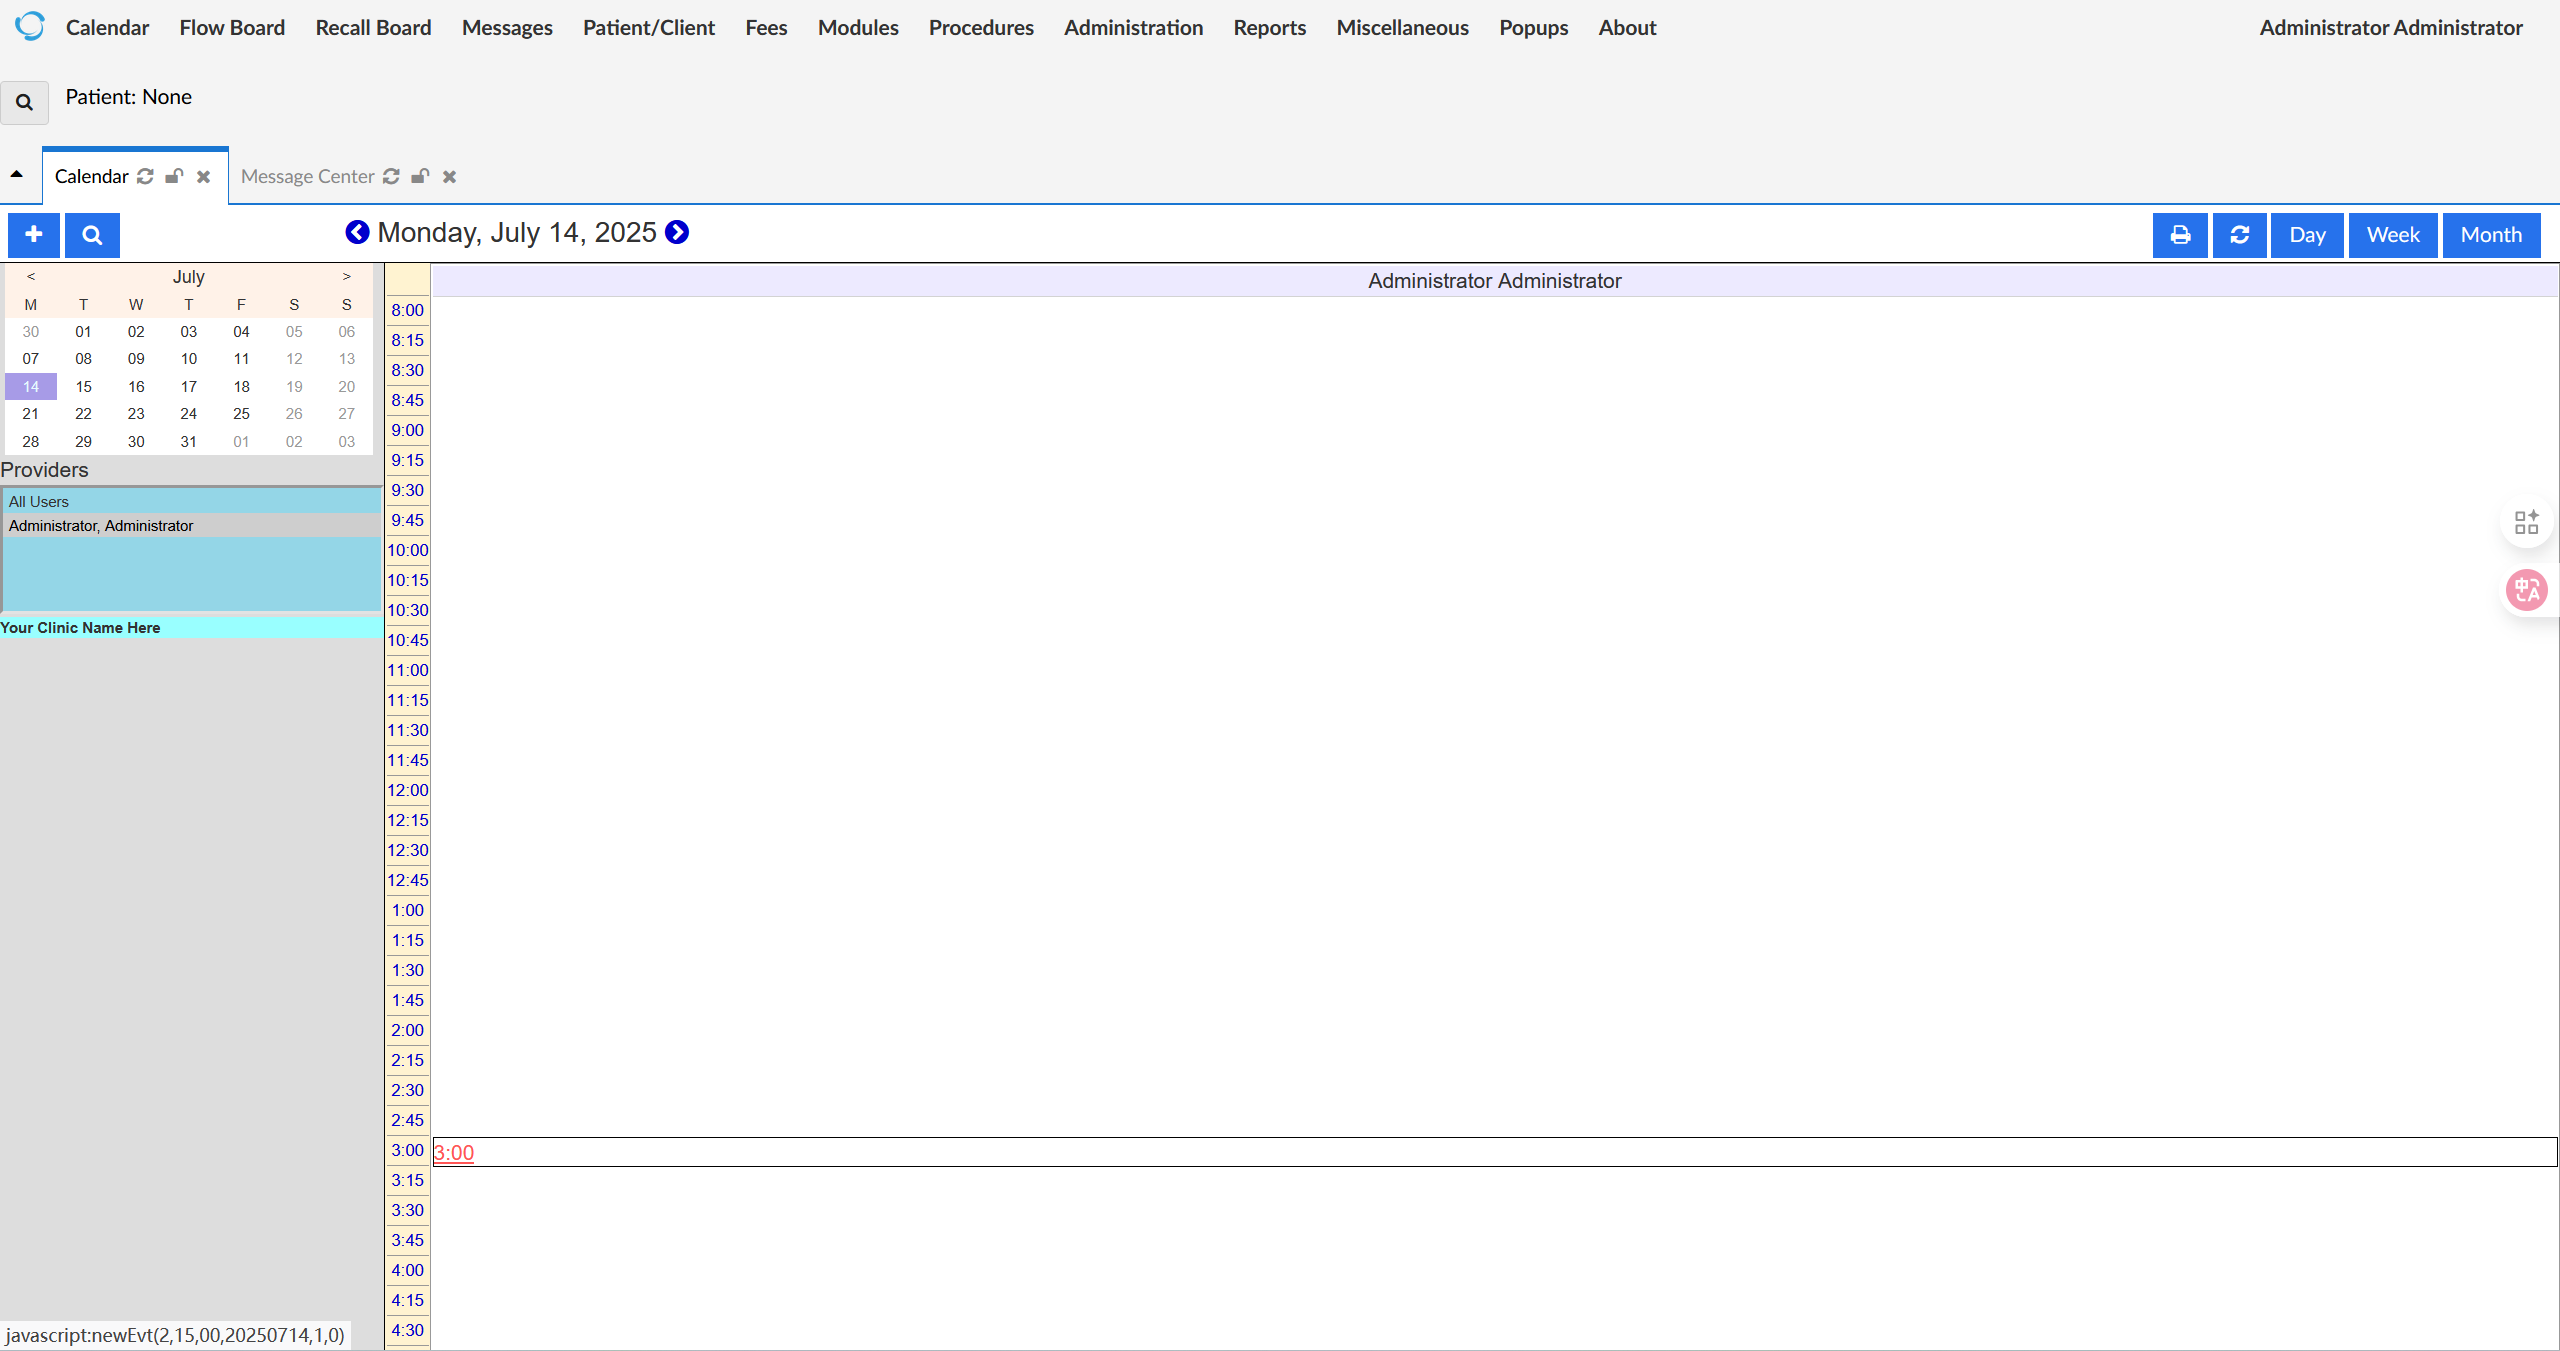 Calendar Flow Board Recall Board Messages Patient/Client Fees Modules Procedures Administration Reports Miscellaneous Popups About Administrator Administrator
Patient: None
Calendar Message Center
Monday, July 14, 2025 Day Week Month
< July >
M T W T F S S
30 01 02 03 04 05 06
07 08 09 10 11 12 13
14 15 16 17 18 19 20
21 22 23 24 25 26 27
28 29 30 31 01 02 03
Providers
All Users
Administrator, Administrator
Your Clinic Name Here
Administrator Administrator
8:00
8:15
8:30
8:45
9:00
9:15
9:30
9:45
10:00
10:15
10:30
10:45
11:00
11:15
11:30
11:45
12:00
12:15
12:30
12:45
1:00
1:15
1:30
1:45
2:00
2:15
2:30
2:45
3:00 3:00
3:15
3:30
3:45
4:00
4:15
4:30
javascript:newEvt(2,15,00,20250714,1,0)
中A